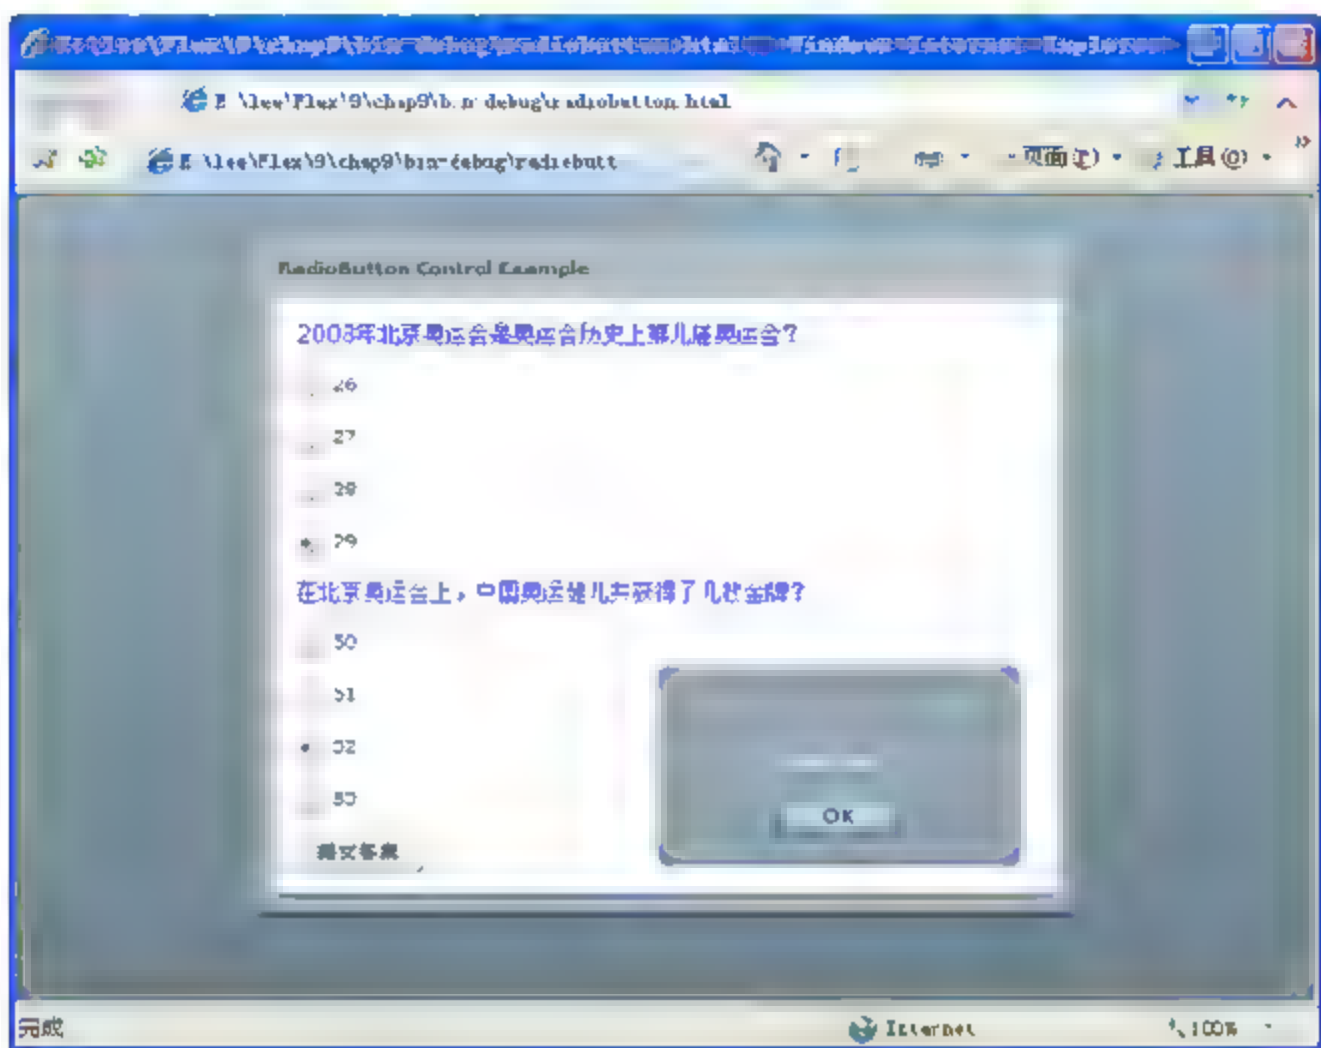 E:\lee\Flex\9\chap9\bin-debug\radiobutton.html
E:\lee\Flex\9\chap9\bin-debug\radiobutt
页面(P)
工具(O)
RadioButton Control Example
2008年北京奥运会是奥运会历史上第几届奥运会?
26
27
28
29
在北京奥运会上，中国奥运健儿共获得了几枚金牌?
50
51
52
53
OK
提交答案
完成
Internet
100%